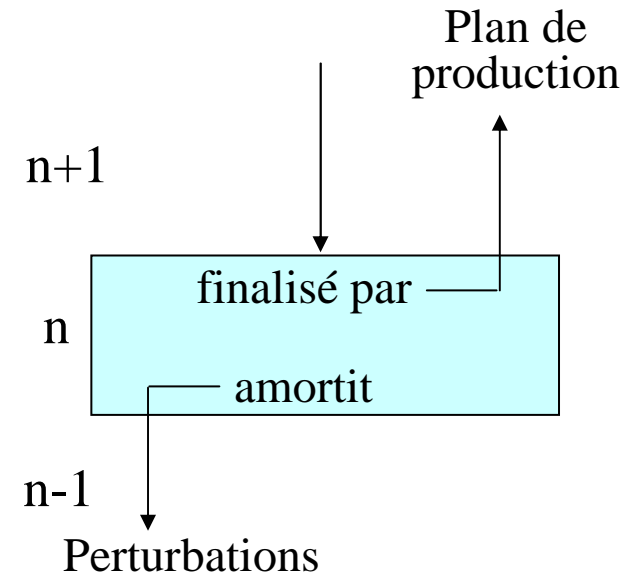 Plan de
production
n+1
finalisé par
n
amortit
n-1
Perturbations